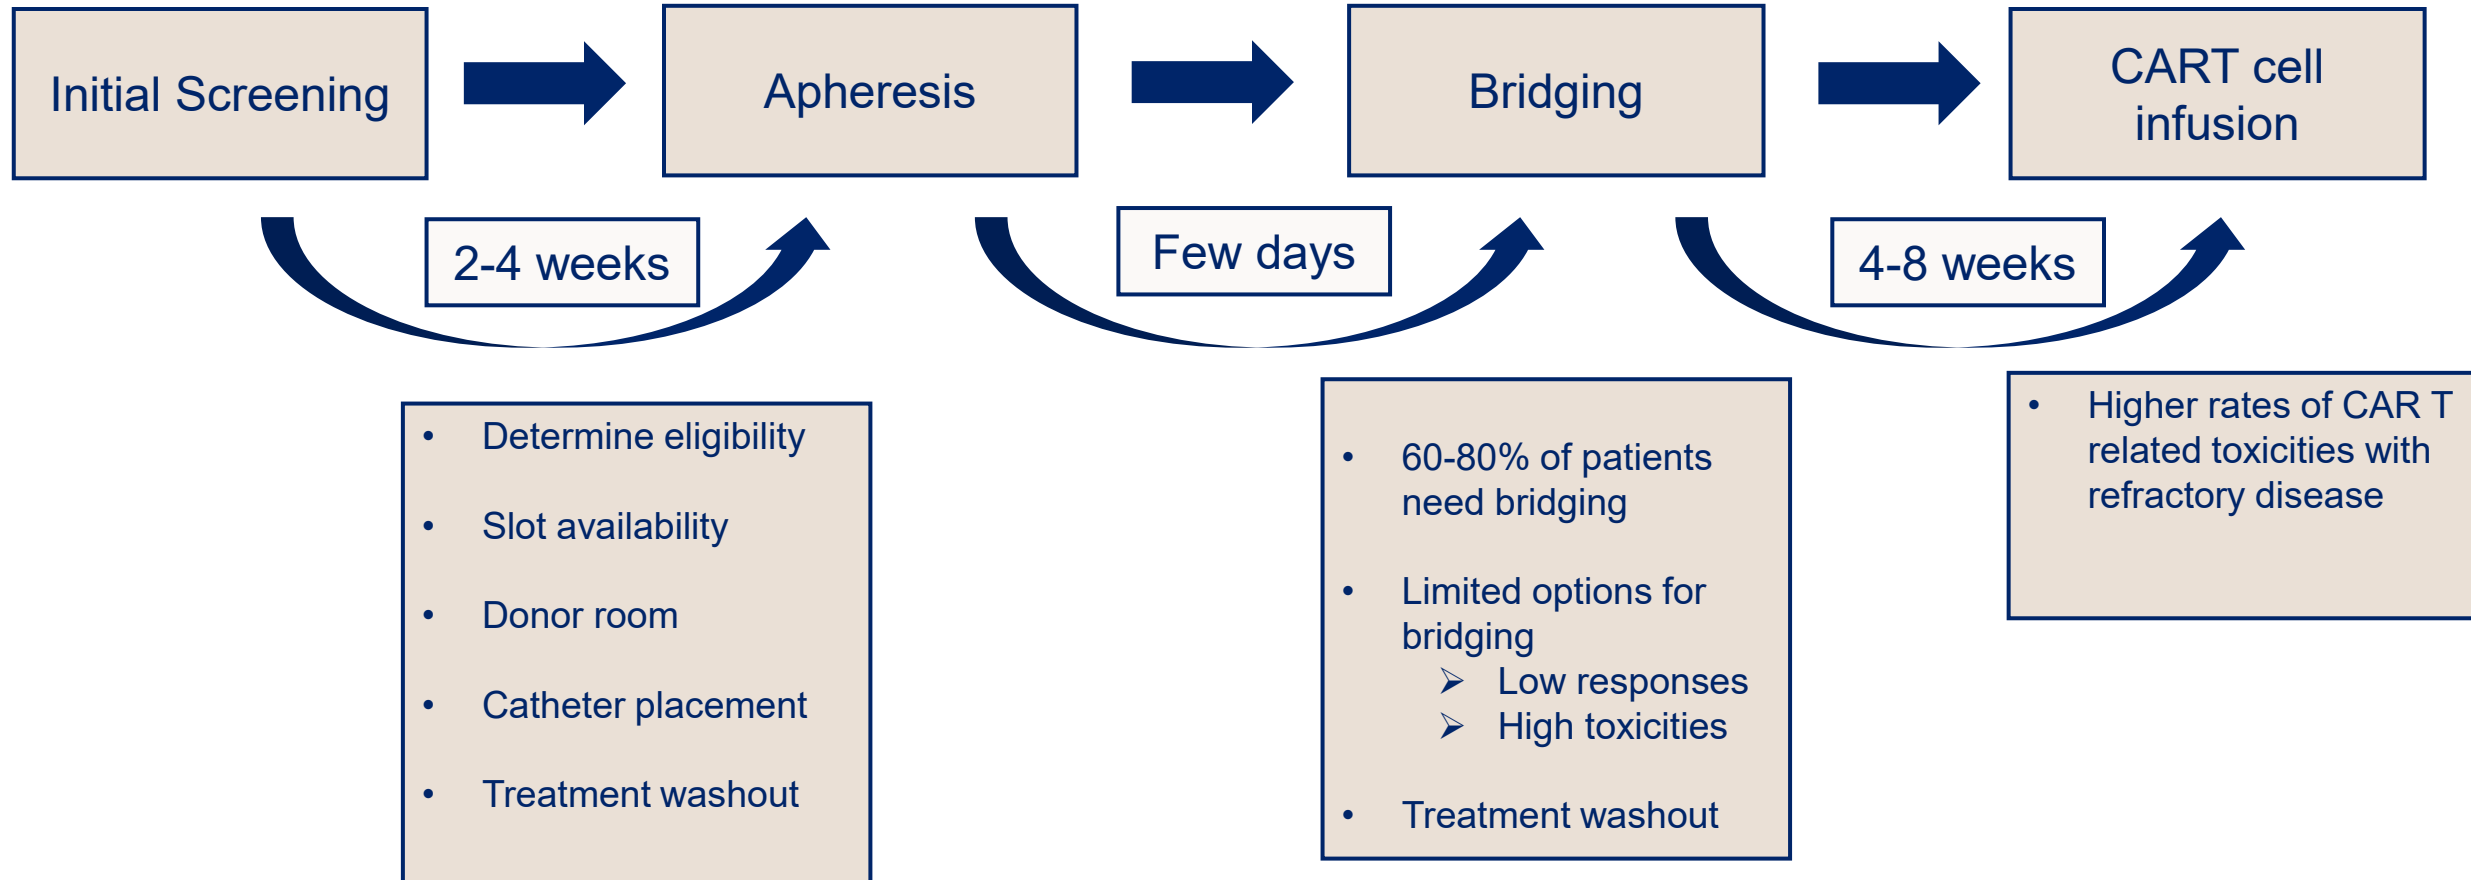 Initial Screening
Apheresis
Bridging
CART cell
infusion
2-4 weeks
Few days
4-8 weeks
• Determine eligibility
• Slot availability
• Donor room
• Catheter placement
• Treatment washout
• 60-80% of patients
need bridging
• Limited options for
bridging
➢ Low responses
➢ High toxicities
• Treatment washout
• Higher rates of CAR T
related toxicities with
refractory disease